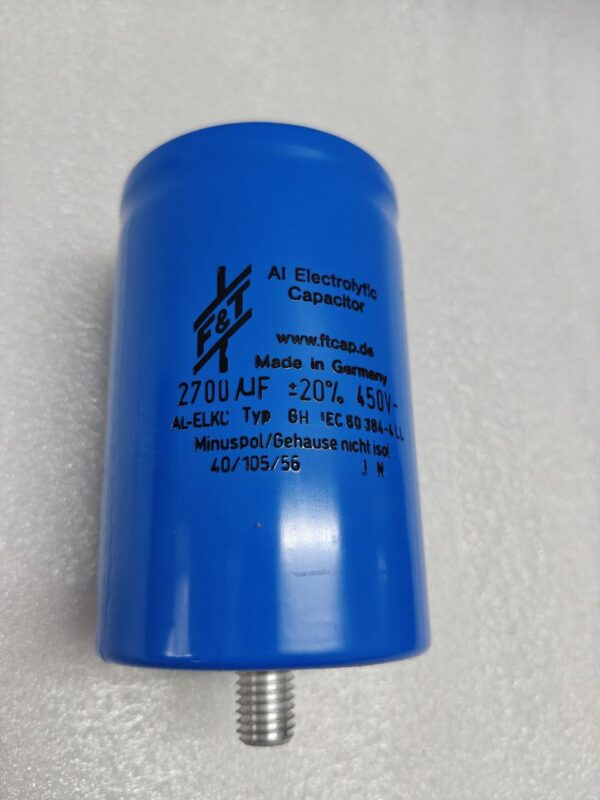 F&T
Al Electrolytic
Capacitor
www.ftcap.de
Made in Germany
2700 µF ±20% 450V-
AL-ELKO Typ GH IEC 60 384-4 LL
Minuspol/Gehause nicht isol.
40/105/56 J N